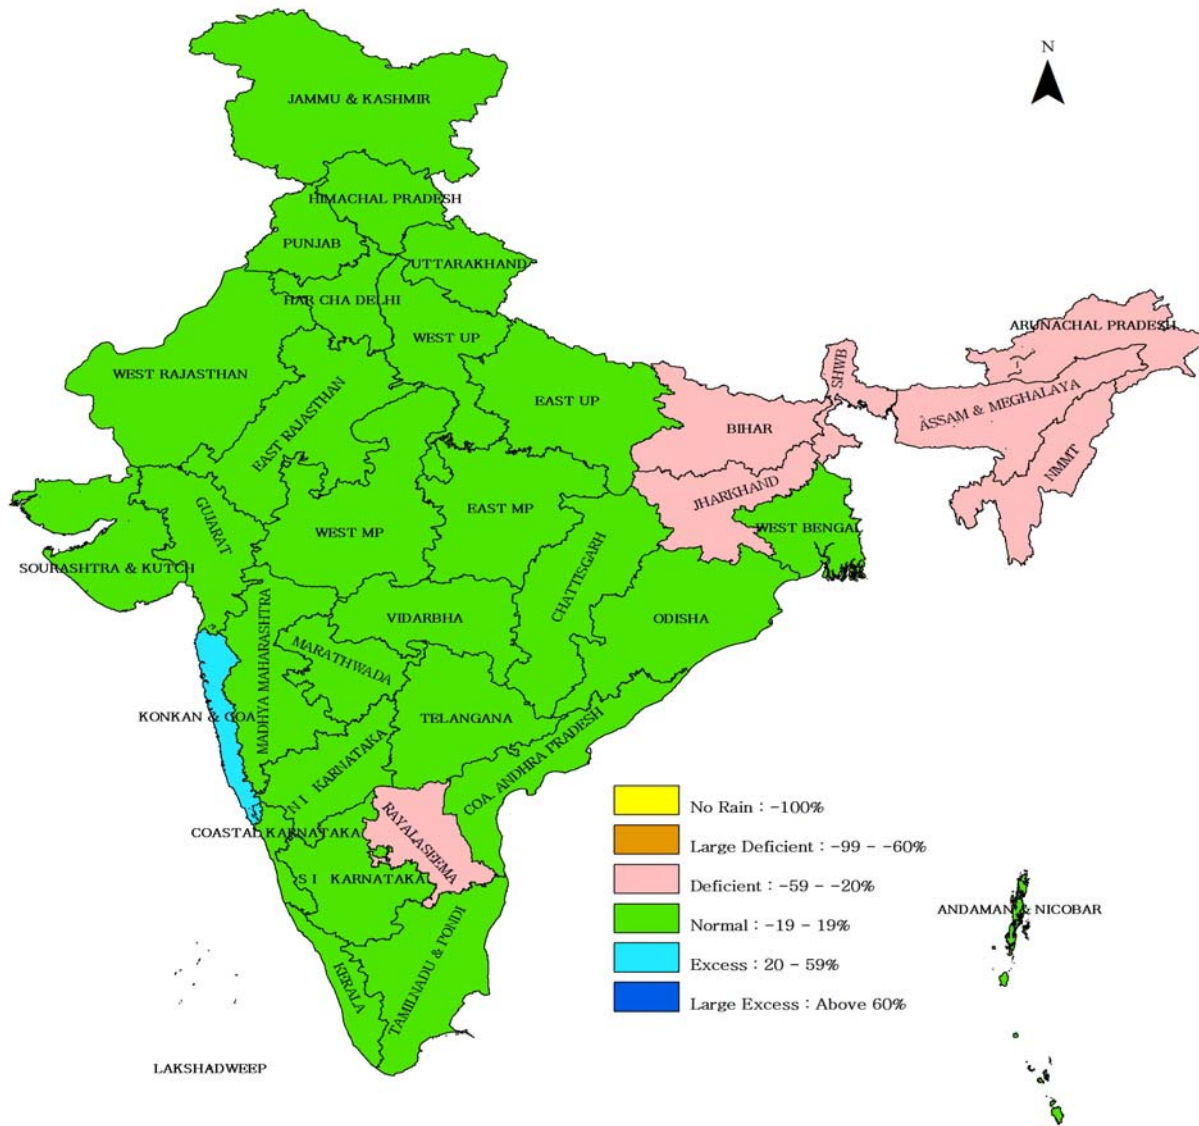 N
JAMMU & KASHMIR
HIMACHAL PRADESH
PUNJAB
UTTARAKHAND
HAR CHA DELHI
WEST UP
ARUNACHAL PRADESH
SHWB
WEST RAJASTHAN
EAST RAJASTHAN
EAST UP
ASSAM & MEGHALAYA
BIHAR
NMMT
JHARKHAND
GUJARAT
WEST MP
EAST MP
WEST BENGAL
SOURASHTRA & KUTCH
CHATTISGARH
VIDARBHA
ODISHA
MADHYA MAHARASHTRA
MARATHWADA
KONKAN & GOA
TELANGANA
COA. ANDHRA PRADESH
N I KARNATAKA
COASTAL KARNATAKA
RAYALASEEMA
S I KARNATAKA
TAMILNADU & PONDI
KERALA
LAKSHADWEEP
ANDAMAN & NICOBAR
No Rain : -100%
Large Deficient : -99 - -60%
Deficient : -59 - -20%
Normal : -19 - 19%
Excess : 20 - 59%
Large Excess : Above 60%